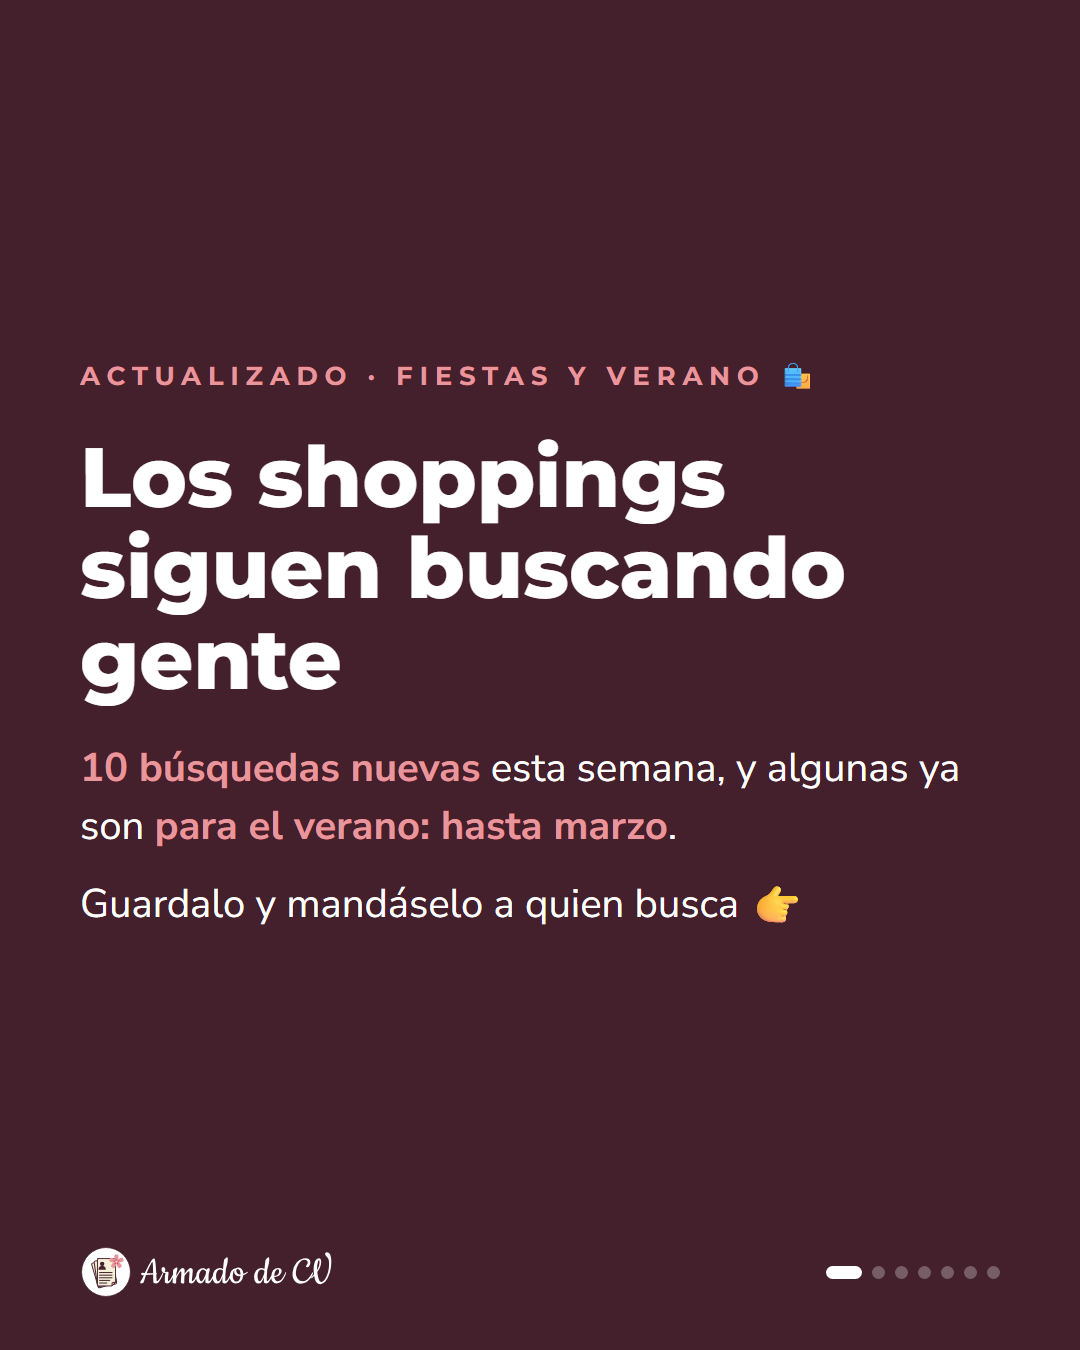 ACTUALIZADO · FIESTAS Y VERANO 🛍️
Los shoppings
siguen buscando
gente
10 búsquedas nuevas esta semana, y algunas ya
son para el verano: hasta marzo.
Guardalo y mandáselo a quien busca 👉
Armado de CV